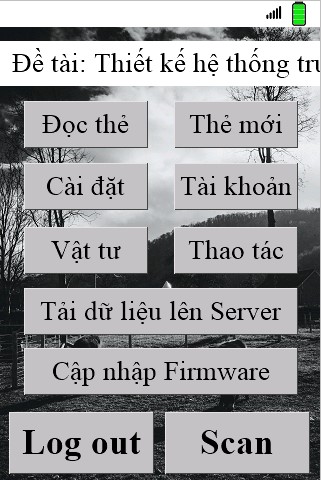 Đề tài: Thiết kế hệ thống
Đọc thẻ
Thẻ mới
Cài đặt
Tài khoản
Vật tư
Thao tác
Tải dữ liệu lên Server
Cập nhập Firmware
Log out
Scan